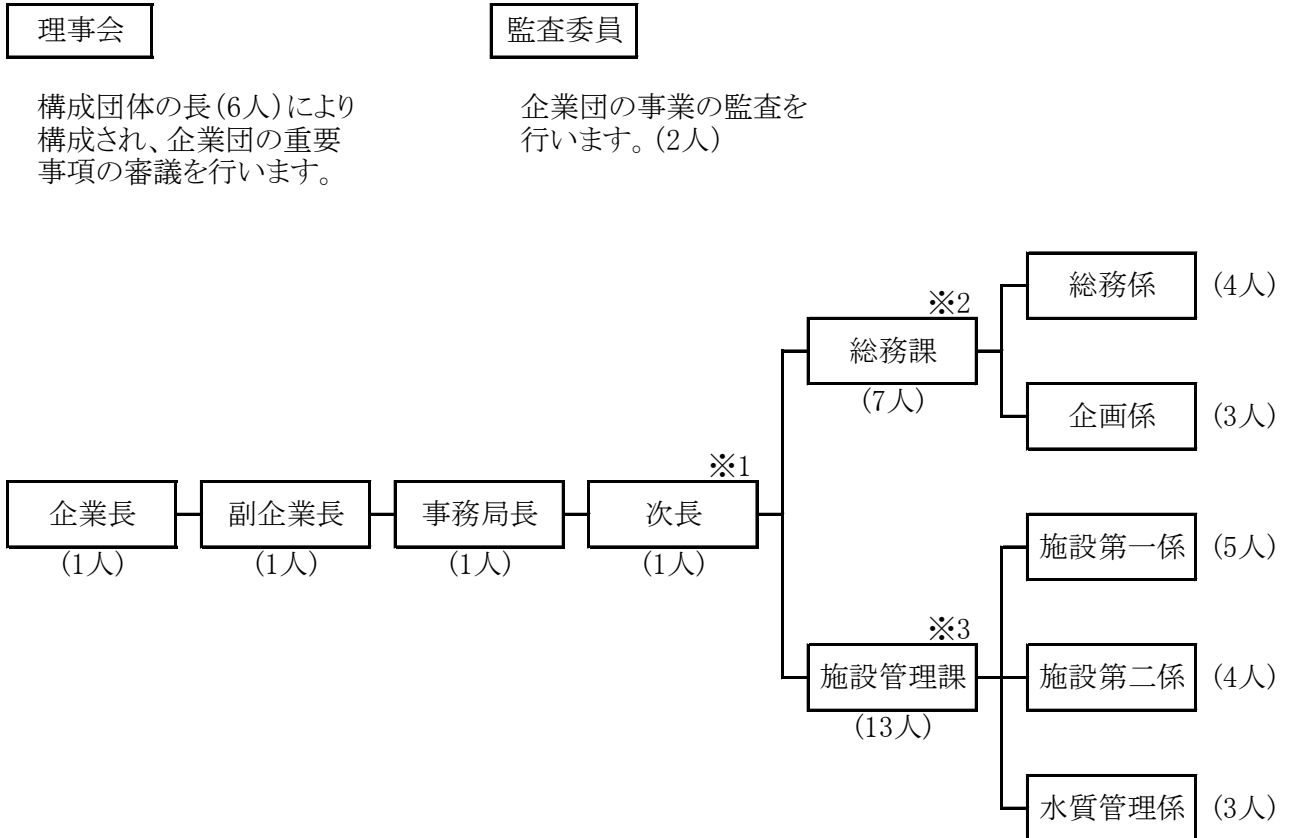 理事会
監査委員
構成団体の長(6人)により
構成され、企業団の重要
事項の審議を行います。
企業団の事業の監査を
行います。(2人)
総務係 (4人)
※2
総務課
(7人)
企画係 (3人)
※1
企業長
副企業長
事務局長
次長
(1人)
(1人)
(1人)
(1人)
施設第一係 (5人)
※3
施設管理課
(13人)
施設第二係 (4人)
水質管理係 (3人)